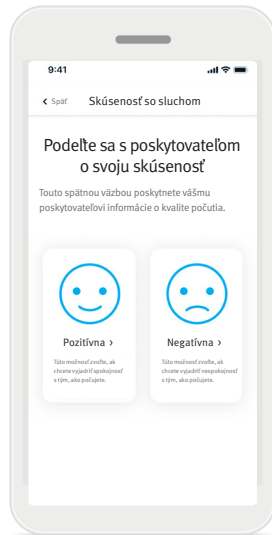 9:41
Späť Skúsenosť so sluchom
Podeľte sa s poskytovateľom
o svoju skúsenosť
Touto spätnou väzbou poskytnete vášmu
poskytovateľovi informácie o kvalite počutia.
Pozitívna
Túto možnosť zvoľte, ak
chcete vyjadriť spokojnosť
s tým, ako počujete.
Negatívna
Túto možnosť zvoľte, ak
chcete vyjadriť nespokojnosť
s tým, ako počujete.